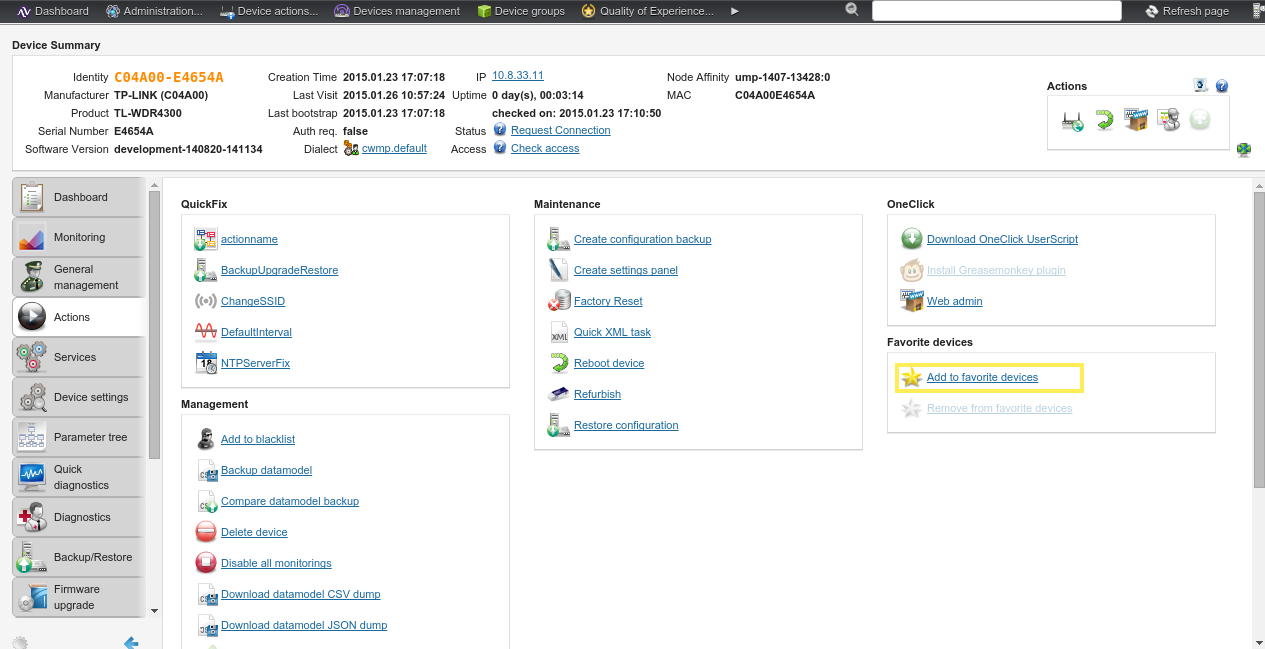 Dashboard Administration... Device actions... Devices management Device groups Quality of Experience... Refresh page
Device Summary
Identity C04A00-E4654A
Manufacturer TP-LINK (C04A00)
Product TL-WDR4300
Serial Number E4654A
Software Version development-140820-141134
Creation Time 2015.01.23 17:07:18
Last Visit 2015.01.26 10:57:24
Last bootstrap 2015.01.23 17:07:18
Auth req. false
Dialect cwmp.default
IP 10.8.33.11
Uptime 0 day(s), 00:03:14
checked on: 2015.01.23 17:10:50
Status Request Connection
Access Check access
Node Affinity ump-1407-13428:0
MAC C04A00E4654A
Actions
Dashboard
Monitoring
General
management
Actions
Services
Device settings
Parameter tree
Quick
diagnostics
Diagnostics
Backup/Restore
Firmware
upgrade
QuickFix
actionname
BackupUpgradeRestore
ChangeSSID
DefaultInterval
NTPServerFix
Management
Add to blacklist
Backup datamodel
Compare datamodel backup
Delete device
Disable all monitorings
Download datamodel CSV dump
Download datamodel JSON dump
Maintenance
Create configuration backup
Create settings panel
Factory Reset
Quick XML task
Reboot device
Refurbish
Restore configuration
OneClick
Download OneClick UserScript
Install Greasemonkey plugin
Web admin
Favorite devices
Add to favorite devices
Remove from favorite devices